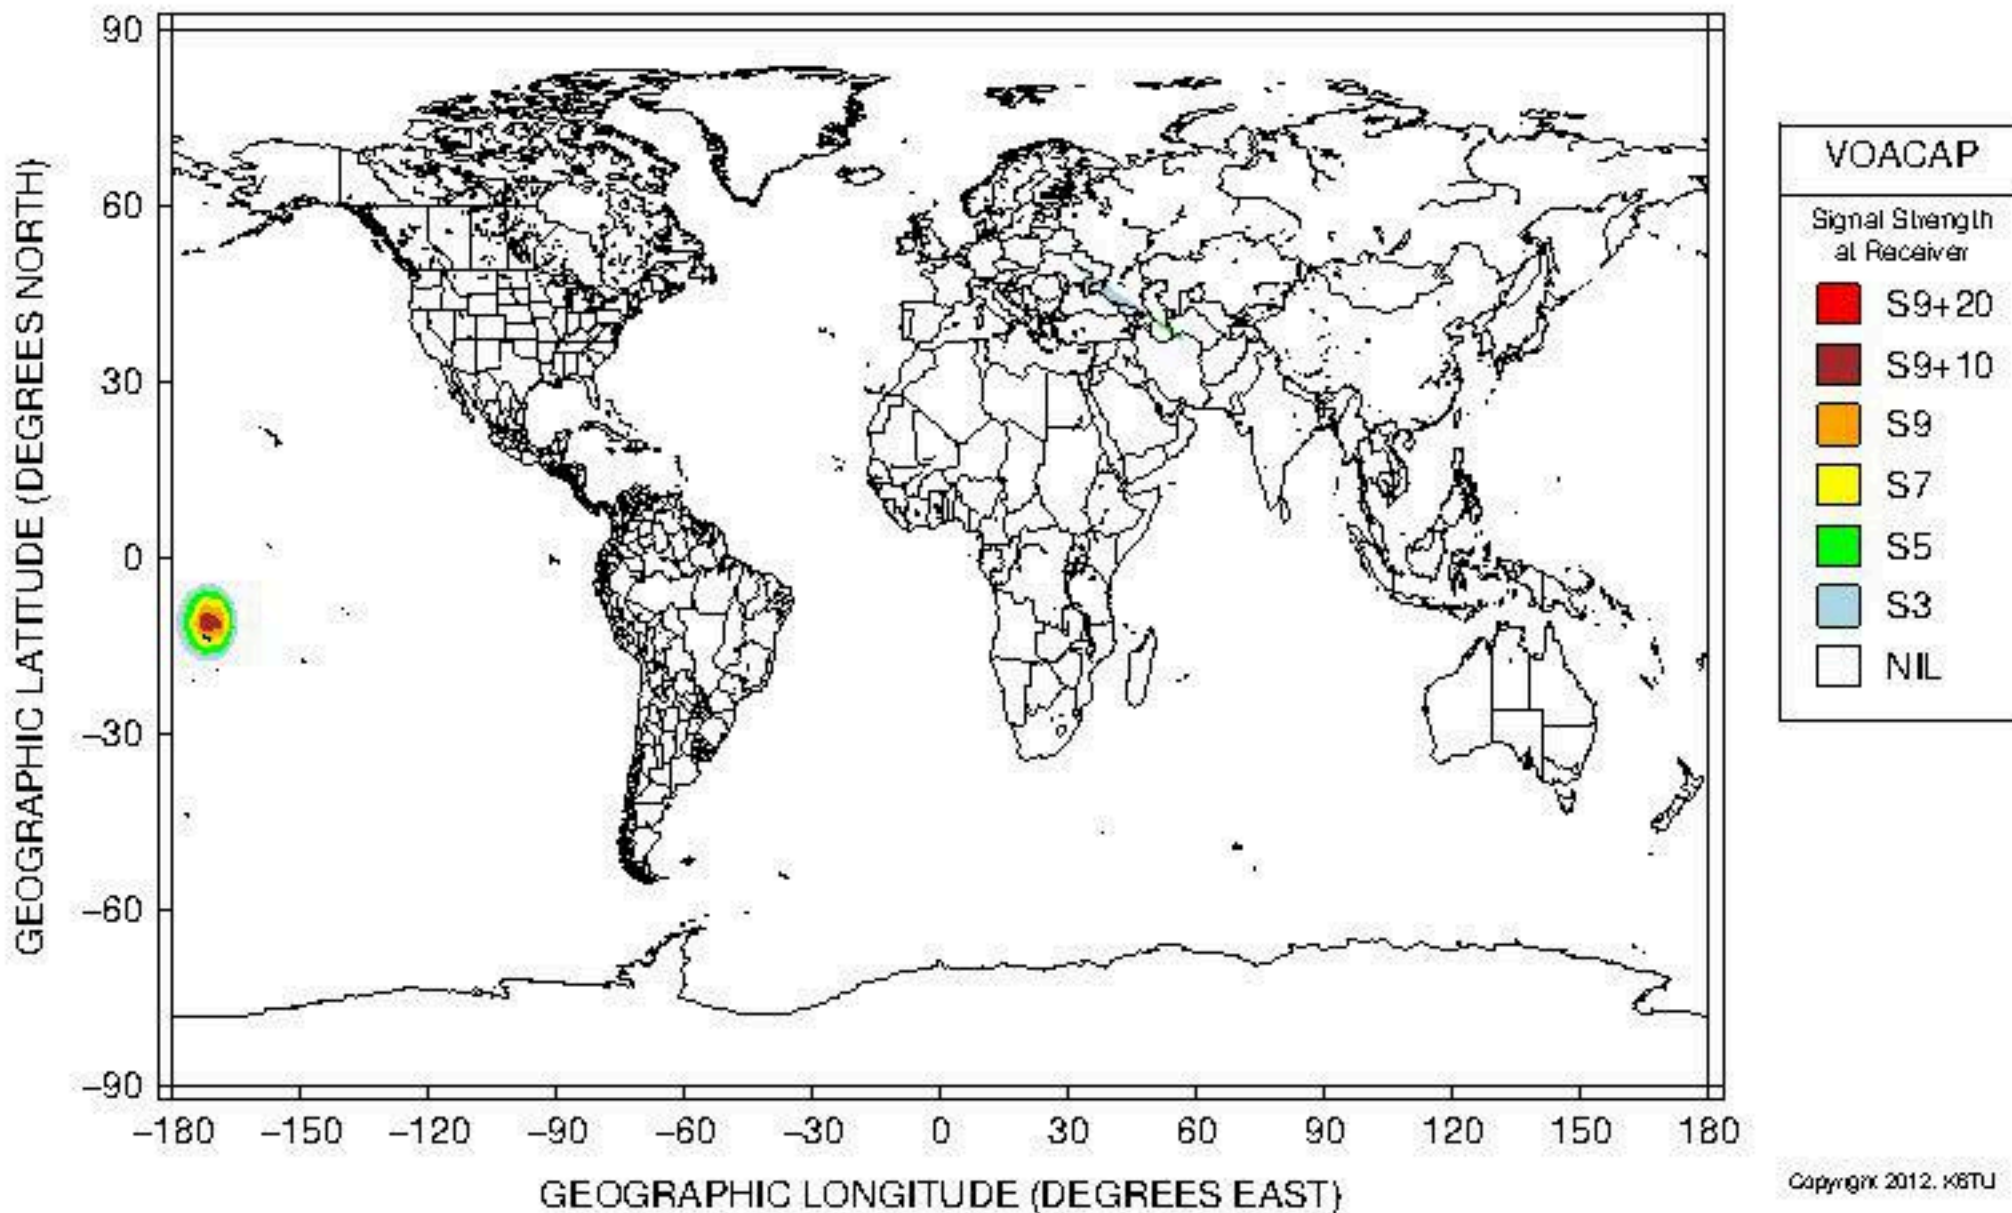 GEOGRAPHIC LATITUDE (DEGREES NORTH)
90
60
30
0
−30
−60
−90
−180 −150 −120 −90 −60 −30 0 30 60 90 120 150 180
GEOGRAPHIC LONGITUDE (DEGREES EAST)
VOACAP
Signal Strength
at Receiver
S9+20
S9+10
S9
S7
S5
S3
NIL
Copyright 2012, K6TU